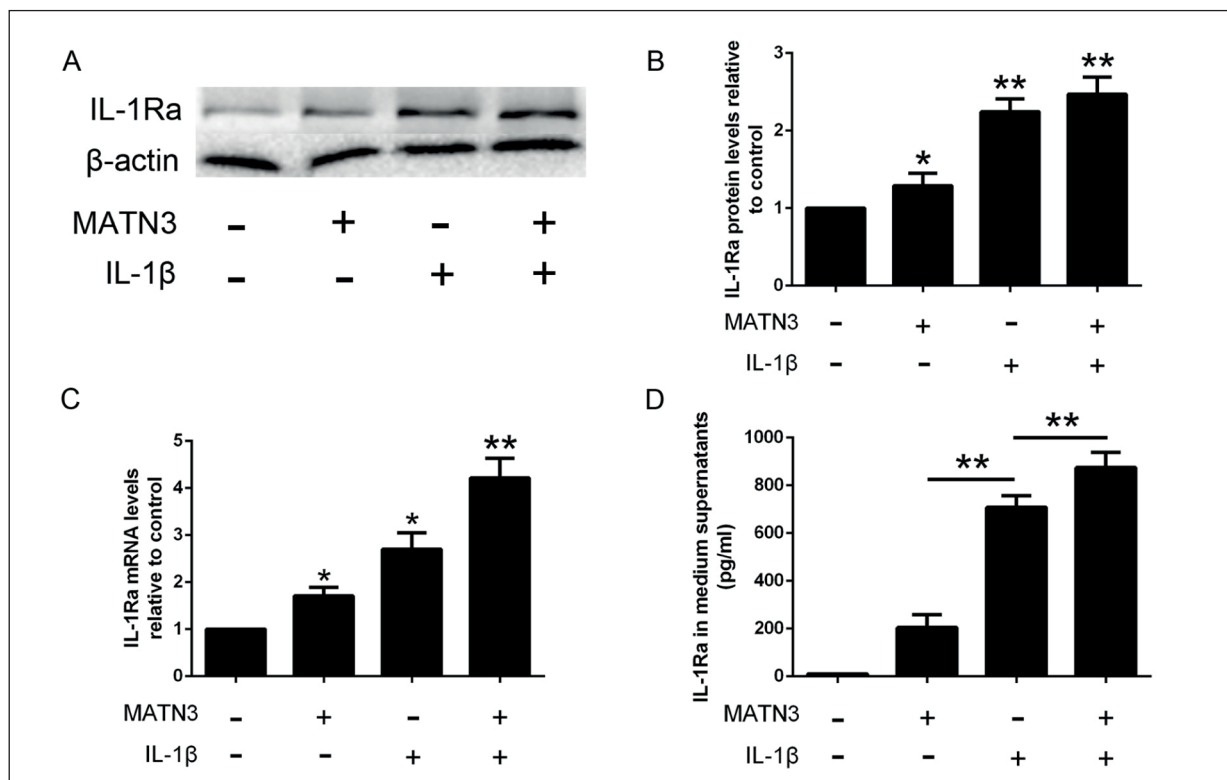 A
IL-1Ra
β-actin
MATN3 - + - +
IL-1β - - + +
B
IL-1Ra protein levels relative
to control
3
2
1
0
* ** **
MATN3 - + - +
IL-1β - - + +
C
IL-1Ra mRNA levels
relative to control
5
4
3
2
1
0
* * **
MATN3 - + - +
IL-1β - - + +
D
IL-1Ra in medium supernatants
(pg/ml)
1000
800
600
400
200
0
** **
MATN3 - + - +
IL-1β - - + +